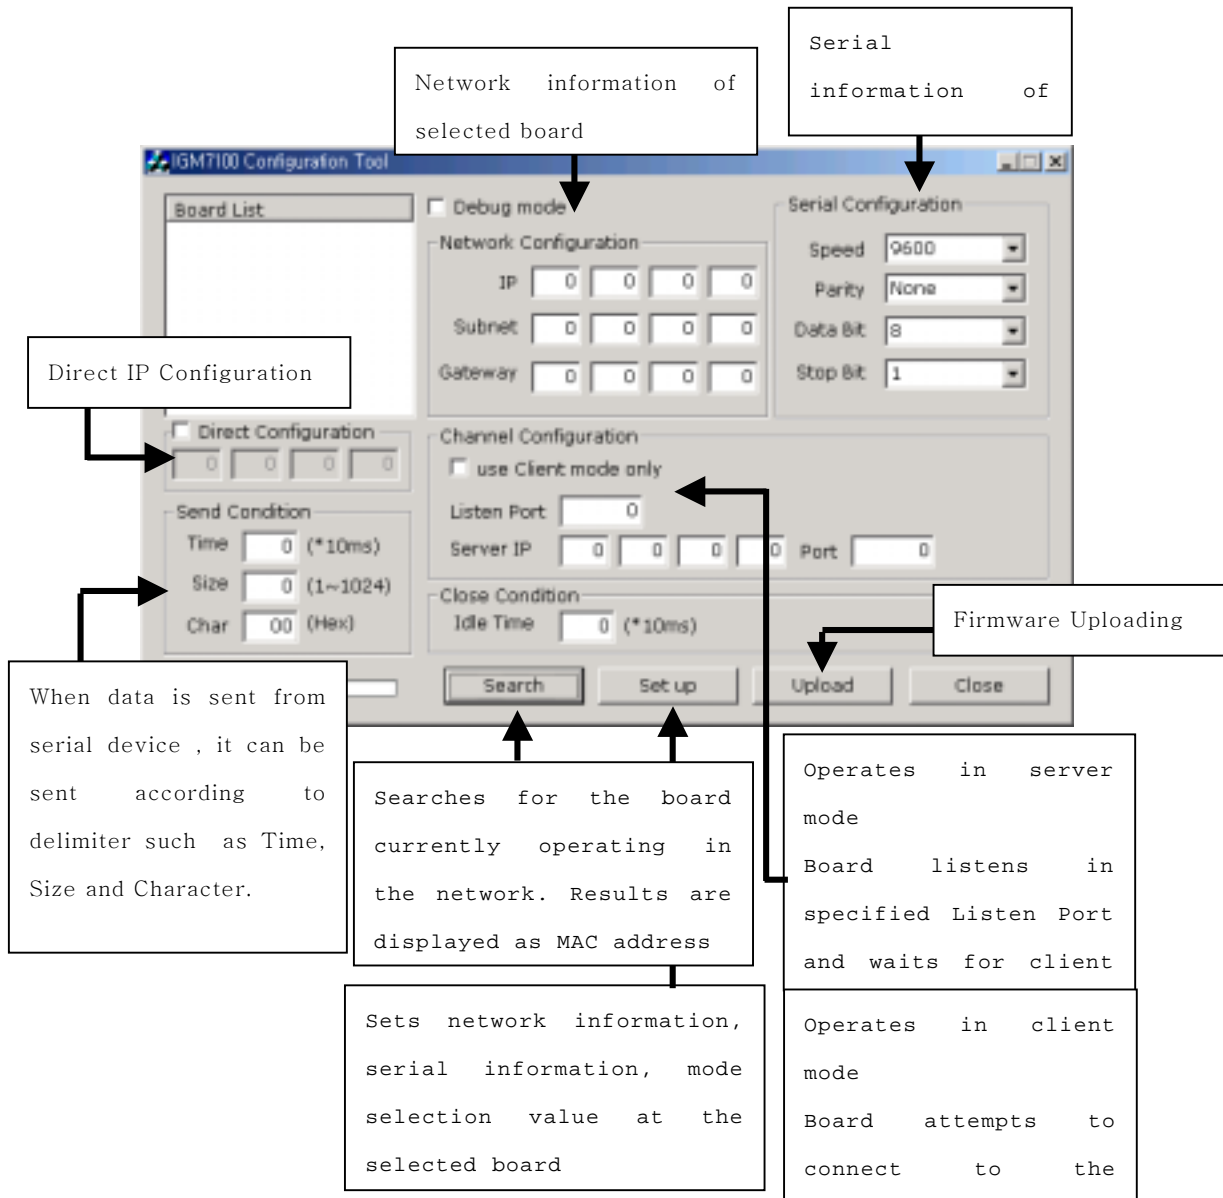 Network information of
selected board
Serial
information of
IGM7100 Configuration Tool
Board List
Debug mode
Network Configuration
IP 0 0 0 0
Subnet 0 0 0 0
Gateway 0 0 0 0
Serial Configuration
Speed 9600
Parity None
Data Bit 8
Stop Bit 1
Direct IP Configuration
Direct Configuration
0 0 0 0
Send Condition
Time 0 (*10ms)
Size 0 (1~1024)
Char 00 (Hex)
Channel Configuration
use Client mode only
Listen Port 0
Server IP 0 0 0 0 Port 0
Close Condition
Idle Time 0 (*10ms)
Firmware Uploading
Search Set up Upload Close
When data is sent from
serial device , it can be
sent according to
delimiter such as Time,
Size and Character.
Searches for the board
currently operating in
the network. Results are
displayed as MAC address
Sets network information,
serial information, mode
selection value at the
selected board
Operates in server
mode
Board listens in
specified Listen Port
and waits for client
Operates in client
mode
Board attempts to
connect to the